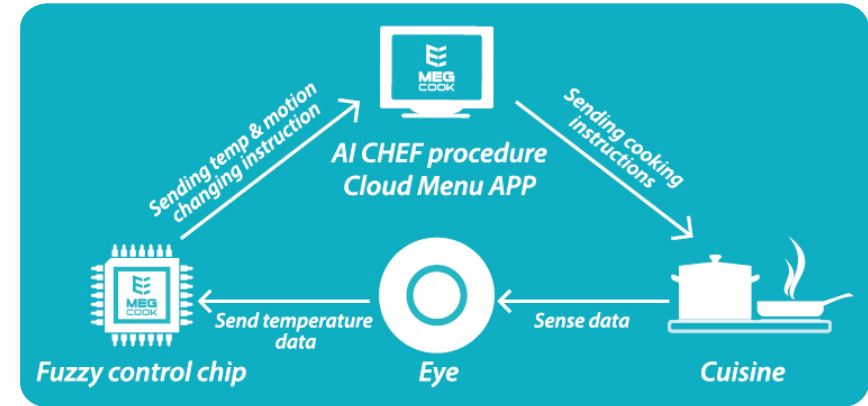 MEG
COOK
Sending temp & motion
changing instruction
Sending cooking
instructions
AI CHEF procedure
Cloud Menu APP
MEG
COOK
Send temperature
data
Sense data
Fuzzy control chip
Eye
Cuisine